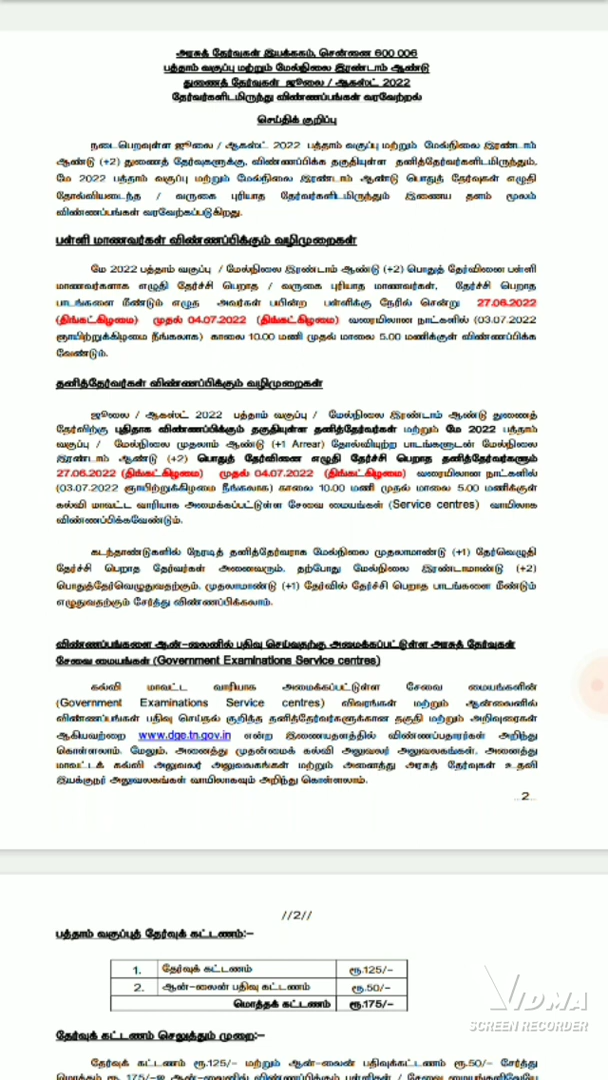 அரசுத் தேர்வுகள் இயக்ககம், சென்னை 600 006
பத்தாம் வகுப்பு மற்றும் மேல்நிலை இரண்டாம் ஆண்டு
துணைத் தேர்வுகள் ஜூலை / ஆகஸ்ட் 2022
தேர்வர்களிடமிருந்து விண்ணப்பங்கள் வரவேற்றல்
செய்திக் குறிப்பு
நடைபெறவுள்ள ஜூலை / ஆகஸ்ட் 2022 பத்தாம் வகுப்பு மற்றும் மேல்நிலை இரண்டாம்
ஆண்டு (+2) துணைத் தேர்வுகளுக்கு, விண்ணப்பிக்க தகுதியுள்ள தனித்தேர்வர்களிடமிருந்தும்,
மே 2022 பத்தாம் வகுப்பு மற்றும் மேல்நிலை இரண்டாம் ஆண்டு பொதுத் தேர்வுகள் எழுதி
தோல்வியடைந்த / வருகை புரியாத தேர்வர்களிடமிருந்தும் இணைய தளம் மூலம்
விண்ணப்பங்கள் வரவேற்கப்படுகிறது.
பள்ளி மாணவர்கள் விண்ணப்பிக்கும் வழிமுறைகள்
மே 2022 பத்தாம் வகுப்பு / மேல்நிலை இரண்டாம் ஆண்டு (+2) பொதுத் தேர்வினை பள்ளி
மாணவர்களாக எழுதி தேர்ச்சி பெறாத / வருகை புரியாத மாணவர்கள், தேர்ச்சி பெறாத
பாடங்களை மீண்டும் எழுத அவர்கள் பயின்ற பள்ளிக்கு நேரில் சென்று 27.06.2022
(திங்கட்கிழமை) முதல் 04.07.2022 (திங்கட்கிழமை) வரையிலான நாட்களில் (03.07.2022
ஞாயிற்றுக்கிழமை நீங்கலாக) காலை 10.00 மணி முதல் மாலை 5.00 மணிக்குள் விண்ணப்பிக்க
வேண்டும்.
தனித்தேர்வர்கள் விண்ணப்பிக்கும் வழிமுறைகள்
ஜூலை / ஆகஸ்ட் 2022 பத்தாம் வகுப்பு / மேல்நிலை இரண்டாம் ஆண்டு துணைத்
தேர்விற்கு புதிதாக விண்ணப்பிக்கும் தகுதியுள்ள தனித்தேர்வர்கள் மற்றும் மே 2022 பத்தாம்
வகுப்பு / மேல்நிலை முதலாம் ஆண்டு (+1 Arrear) தோல்வியுற்ற பாடங்களுடன் மேல்நிலை
இரண்டாம் ஆண்டு (+2) பொதுத் தேர்வினை எழுதி தேர்ச்சி பெறாத தனித்தேர்வர்களும்
27.06.2022 (திங்கட்கிழமை) முதல் 04.07.2022 (திங்கட்கிழமை) வரையிலான நாட்களில்
(03.07.2022 ஞாயிற்றுக்கிழமை நீங்கலாக) காலை 10.00 மணி முதல் மாலை 5.00 மணிக்குள்
கல்வி மாவட்ட வாரியாக அமைக்கப்பட்டுள்ள சேவை மையங்கள் (Service centres) வாயிலாக
விண்ணப்பிக்கவேண்டும்.
கடந்தாண்டுகளில் நேரடித் தனித்தேர்வராக மேல்நிலை முதலாமாண்டு (+1) தேர்வெழுதி
தேர்ச்சி பெறாத தேர்வர்கள் அனைவரும், தற்போது மேல்நிலை இரண்டாமாண்டு (+2)
பொதுத்தேர்வெழுதுவதற்கும், முதலாமாண்டு (+1) தேர்வில் தேர்ச்சி பெறாத பாடங்களை மீண்டும்
எழுதுவதற்கும் சேர்த்து விண்ணப்பிக்கலாம்.
விண்ணப்பங்களை ஆன்-லைனில் பதிவு செய்வதற்கு அமைக்கப்பட்டுள்ள அரசுத் தேர்வுகள்
சேவை மையங்கள் (Government Examinations Service centres)
கல்வி மாவட்ட வாரியாக அமைக்கப்பட்டுள்ள சேவை மையங்களின்
(Government Examinations Service centres) விவரங்கள் மற்றும் ஆன்லைனில்
விண்ணப்பங்கள் பதிவு செய்தல் குறித்த தனித்தேர்வர்களுக்கான தகுதி மற்றும் அறிவுரைகள்
ஆகியவற்றை www.dge.tn.gov.in என்ற இணையதளத்தில் விண்ணப்பதாரர்கள் அறிந்து
கொள்ளலாம். மேலும், அனைத்து முதன்மைக் கல்வி அலுவலர் அலுவலகங்கள், அனைத்து
மாவட்டக் கல்வி அலுவலர் அலுவலகங்கள் மற்றும் அனைத்து அரசுத் தேர்வுகள் உதவி
இயக்குநர் அலுவலகங்கள் வாயிலாகவும் அறிந்து கொள்ளலாம்.
..2..
//2//
பத்தாம் வகுப்புத் தேர்வுக் கட்டணம்:-
1. தேர்வுக் கட்டணம் ரூ.125/-
2. ஆன்-லைன் பதிவு கட்டணம் ரூ.50/-
மொத்தக் கட்டணம் ரூ.175/-
தேர்வுக் கட்டணம் செலுத்தும் முறை:-
தேர்வுக் கட்டணம் ரூ.125/- மற்றும் ஆன்-லைன் பதிவுக்கட்டணம் ரூ.50/- சேர்த்து
மொத்தம் ரூ. 175/-ஐ ஆன்-லைனில் விண்ணப்பிக்கும் பள்ளிகள் / சேவை மையங்களிலேயே
VIDMA
SCREEN RECORDER